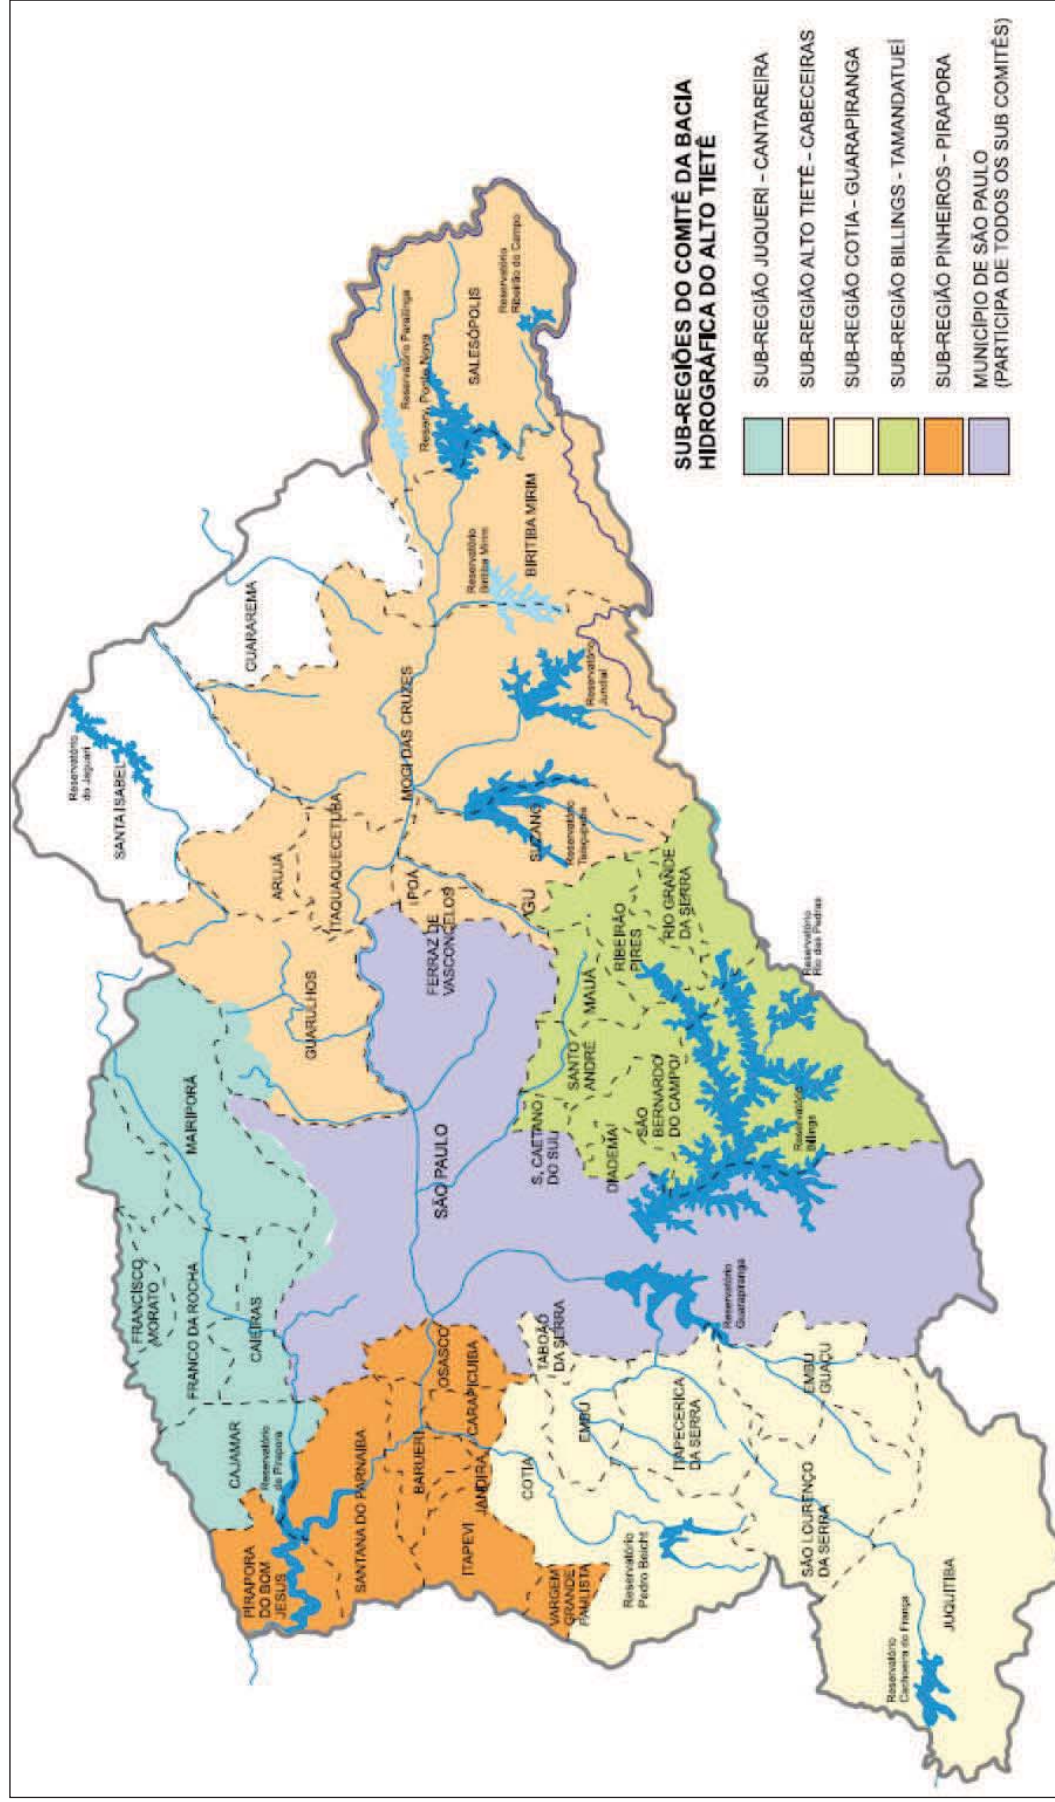 SUB-REGIÕES DO COMITÊ DA BACIA
HIDROGRÁFICA DO ALTO TIETÊ
SUB-REGIÃO JUQUERI - CANTAREIRA
SUB-REGIÃO ALTO TIETÊ - CABECEIRAS
SUB-REGIÃO COTIA - GUARAPIRANGA
SUB-REGIÃO BILLINGS - TAMANDATUEÍ
SUB-REGIÃO PINHEIROS - PIRAPORA
MUNICÍPIO DE SÃO PAULO
(PARTICIPA DE TODOS OS SUB COMITÊS)
Reservatório
do Jaguari
SANTA ISABEL
GUARAREMA
FRANCISCO
MORATO
FRANCO DA ROCHA
MAIRIPORÃ
CAIEIRAS
CAJAMAR
Reservatório
de Pirapora
PIRAPORA
DO BOM
JESUS
SANTANA DO PARNAIBA
GUARULHOS
ARUJÁ
ITAQUAQUECETUBA
MOGI DAS CRUZES
POÁ
FERRAZ DE
VASCONCELOS
Reservatório Paraitinga
Reserv. Ponte Nova
SALESÓPOLIS
Reservatório
Ribeirão do Campo
Reservatório
Biritiba Mirim
BIRITIBA MIRIM
Reservatório
Jundiaí
SUZANO
Reservatório
Taiaçupeba
GU
SÃO PAULO
OSASCO
CARAPICUIBA
BARUERI
JANDIRA
ITAPEVI
VARGEM
GRANDE
PAULISTA
COTIA
EMBU
TABOÃO
DA SERRA
ITAPECERICA
DA SERRA
Reservatório
Pedro Beicht
Reservatório
Guarapiranga
EMBU
GUAÇU
SÃO LOURENÇO
DA SERRA
JUQUITIBA
Reservatório
Cachoeira do França
S. CAETANO
DO SUL
SANTO
ANDRÉ
MAUÁ
RIBEIRÃO
PIRES
RIO GRANDE
DA SERRA
DIADEMA
SÃO
BERNARDO
DO CAMPO
Reservatório
Billings
Reservatório
Rio das Pedras